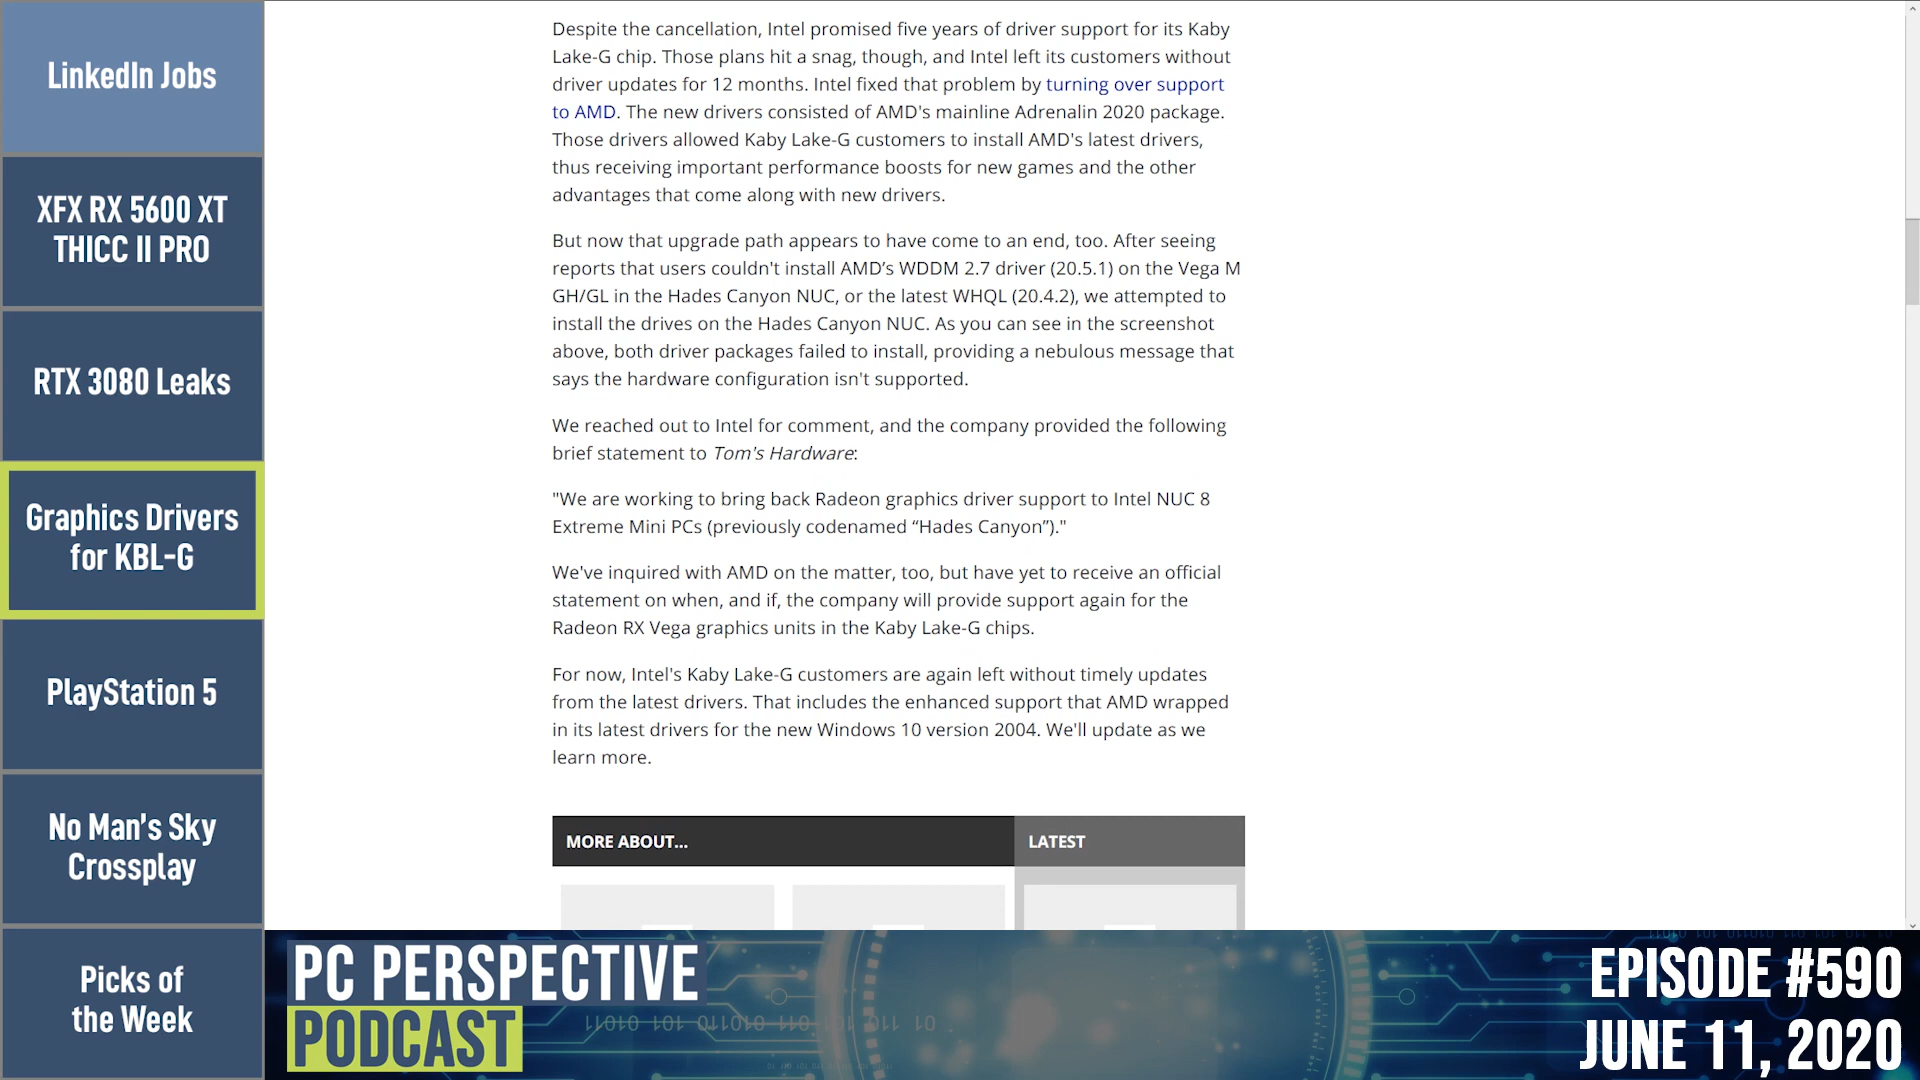 LinkedIn Jobs
XFX RX 5600 XT
THICC II PRO
RTX 3080 Leaks
Graphics Drivers
for KBL-G
PlayStation 5
No Man's Sky
Crossplay
Picks of
the Week
Despite the cancellation, Intel promised five years of driver support for its Kaby
Lake-G chip. Those plans hit a snag, though, and Intel left its customers without
driver updates for 12 months. Intel fixed that problem by turning over support
to AMD. The new drivers consisted of AMD's mainline Adrenalin 2020 package.
Those drivers allowed Kaby Lake-G customers to install AMD's latest drivers,
thus receiving important performance boosts for new games and the other
advantages that come along with new drivers.
But now that upgrade path appears to have come to an end, too. After seeing
reports that users couldn't install AMD’s WDDM 2.7 driver (20.5.1) on the Vega M
GH/GL in the Hades Canyon NUC, or the latest WHQL (20.4.2), we attempted to
install the drives on the Hades Canyon NUC. As you can see in the screenshot
above, both driver packages failed to install, providing a nebulous message that
says the hardware configuration isn't supported.
We reached out to Intel for comment, and the company provided the following
brief statement to Tom's Hardware:
"We are working to bring back Radeon graphics driver support to Intel NUC 8
Extreme Mini PCs (previously codenamed “Hades Canyon”)."
We've inquired with AMD on the matter, too, but have yet to receive an official
statement on when, and if, the company will provide support again for the
Radeon RX Vega graphics units in the Kaby Lake-G chips.
For now, Intel's Kaby Lake-G customers are again left without timely updates
from the latest drivers. That includes the enhanced support that AMD wrapped
in its latest drivers for the new Windows 10 version 2004. We'll update as we
learn more.
MORE ABOUT...
LATEST
PC PERSPECTIVE
PODCAST
EPISODE #590
JUNE 11, 2020